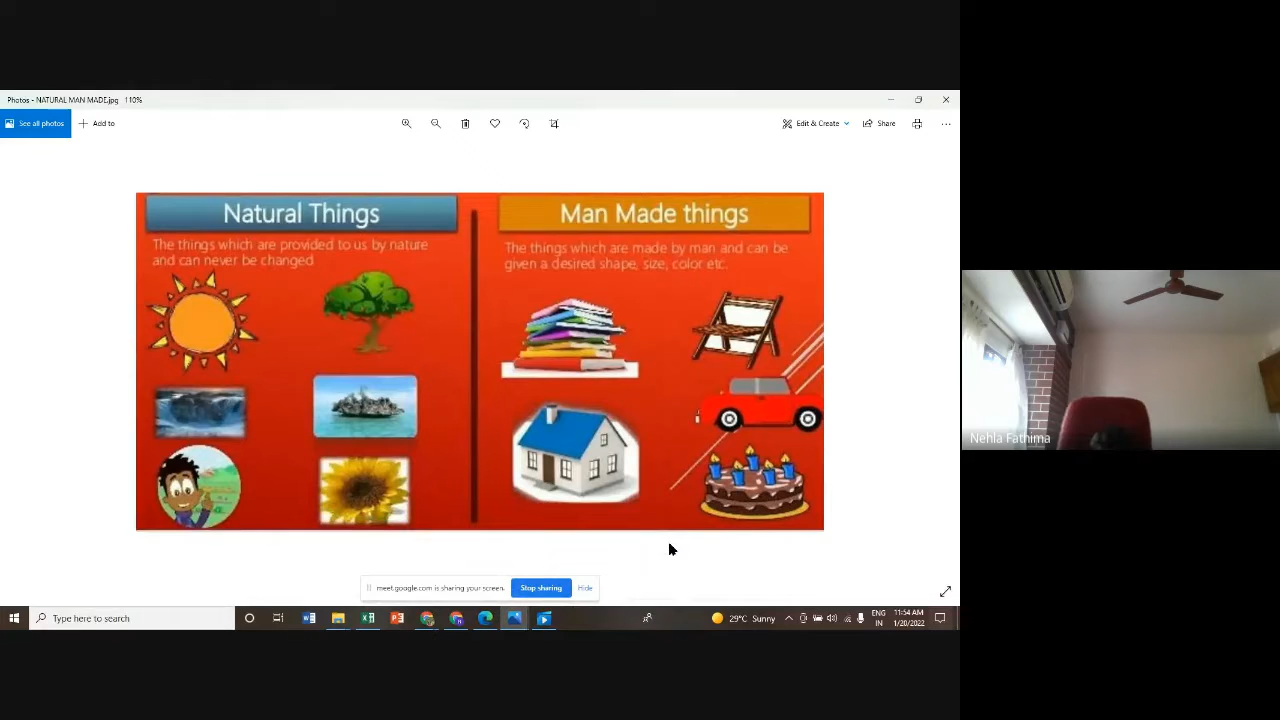 Photos - NATURAL MAN MADE.jpg 110%
See all photos
Add to
Edit & Create
Share
Natural Things
The things which are provided to us by nature
and can never be changed
Man Made things
The things which are made by man and can be
given a desired shape, size, color etc.
Nehla Fathima
meet.google.com is sharing your screen.
Stop sharing
Hide
Type here to search
29°C Sunny
ENG
IN
11:54 AM
1/20/2022